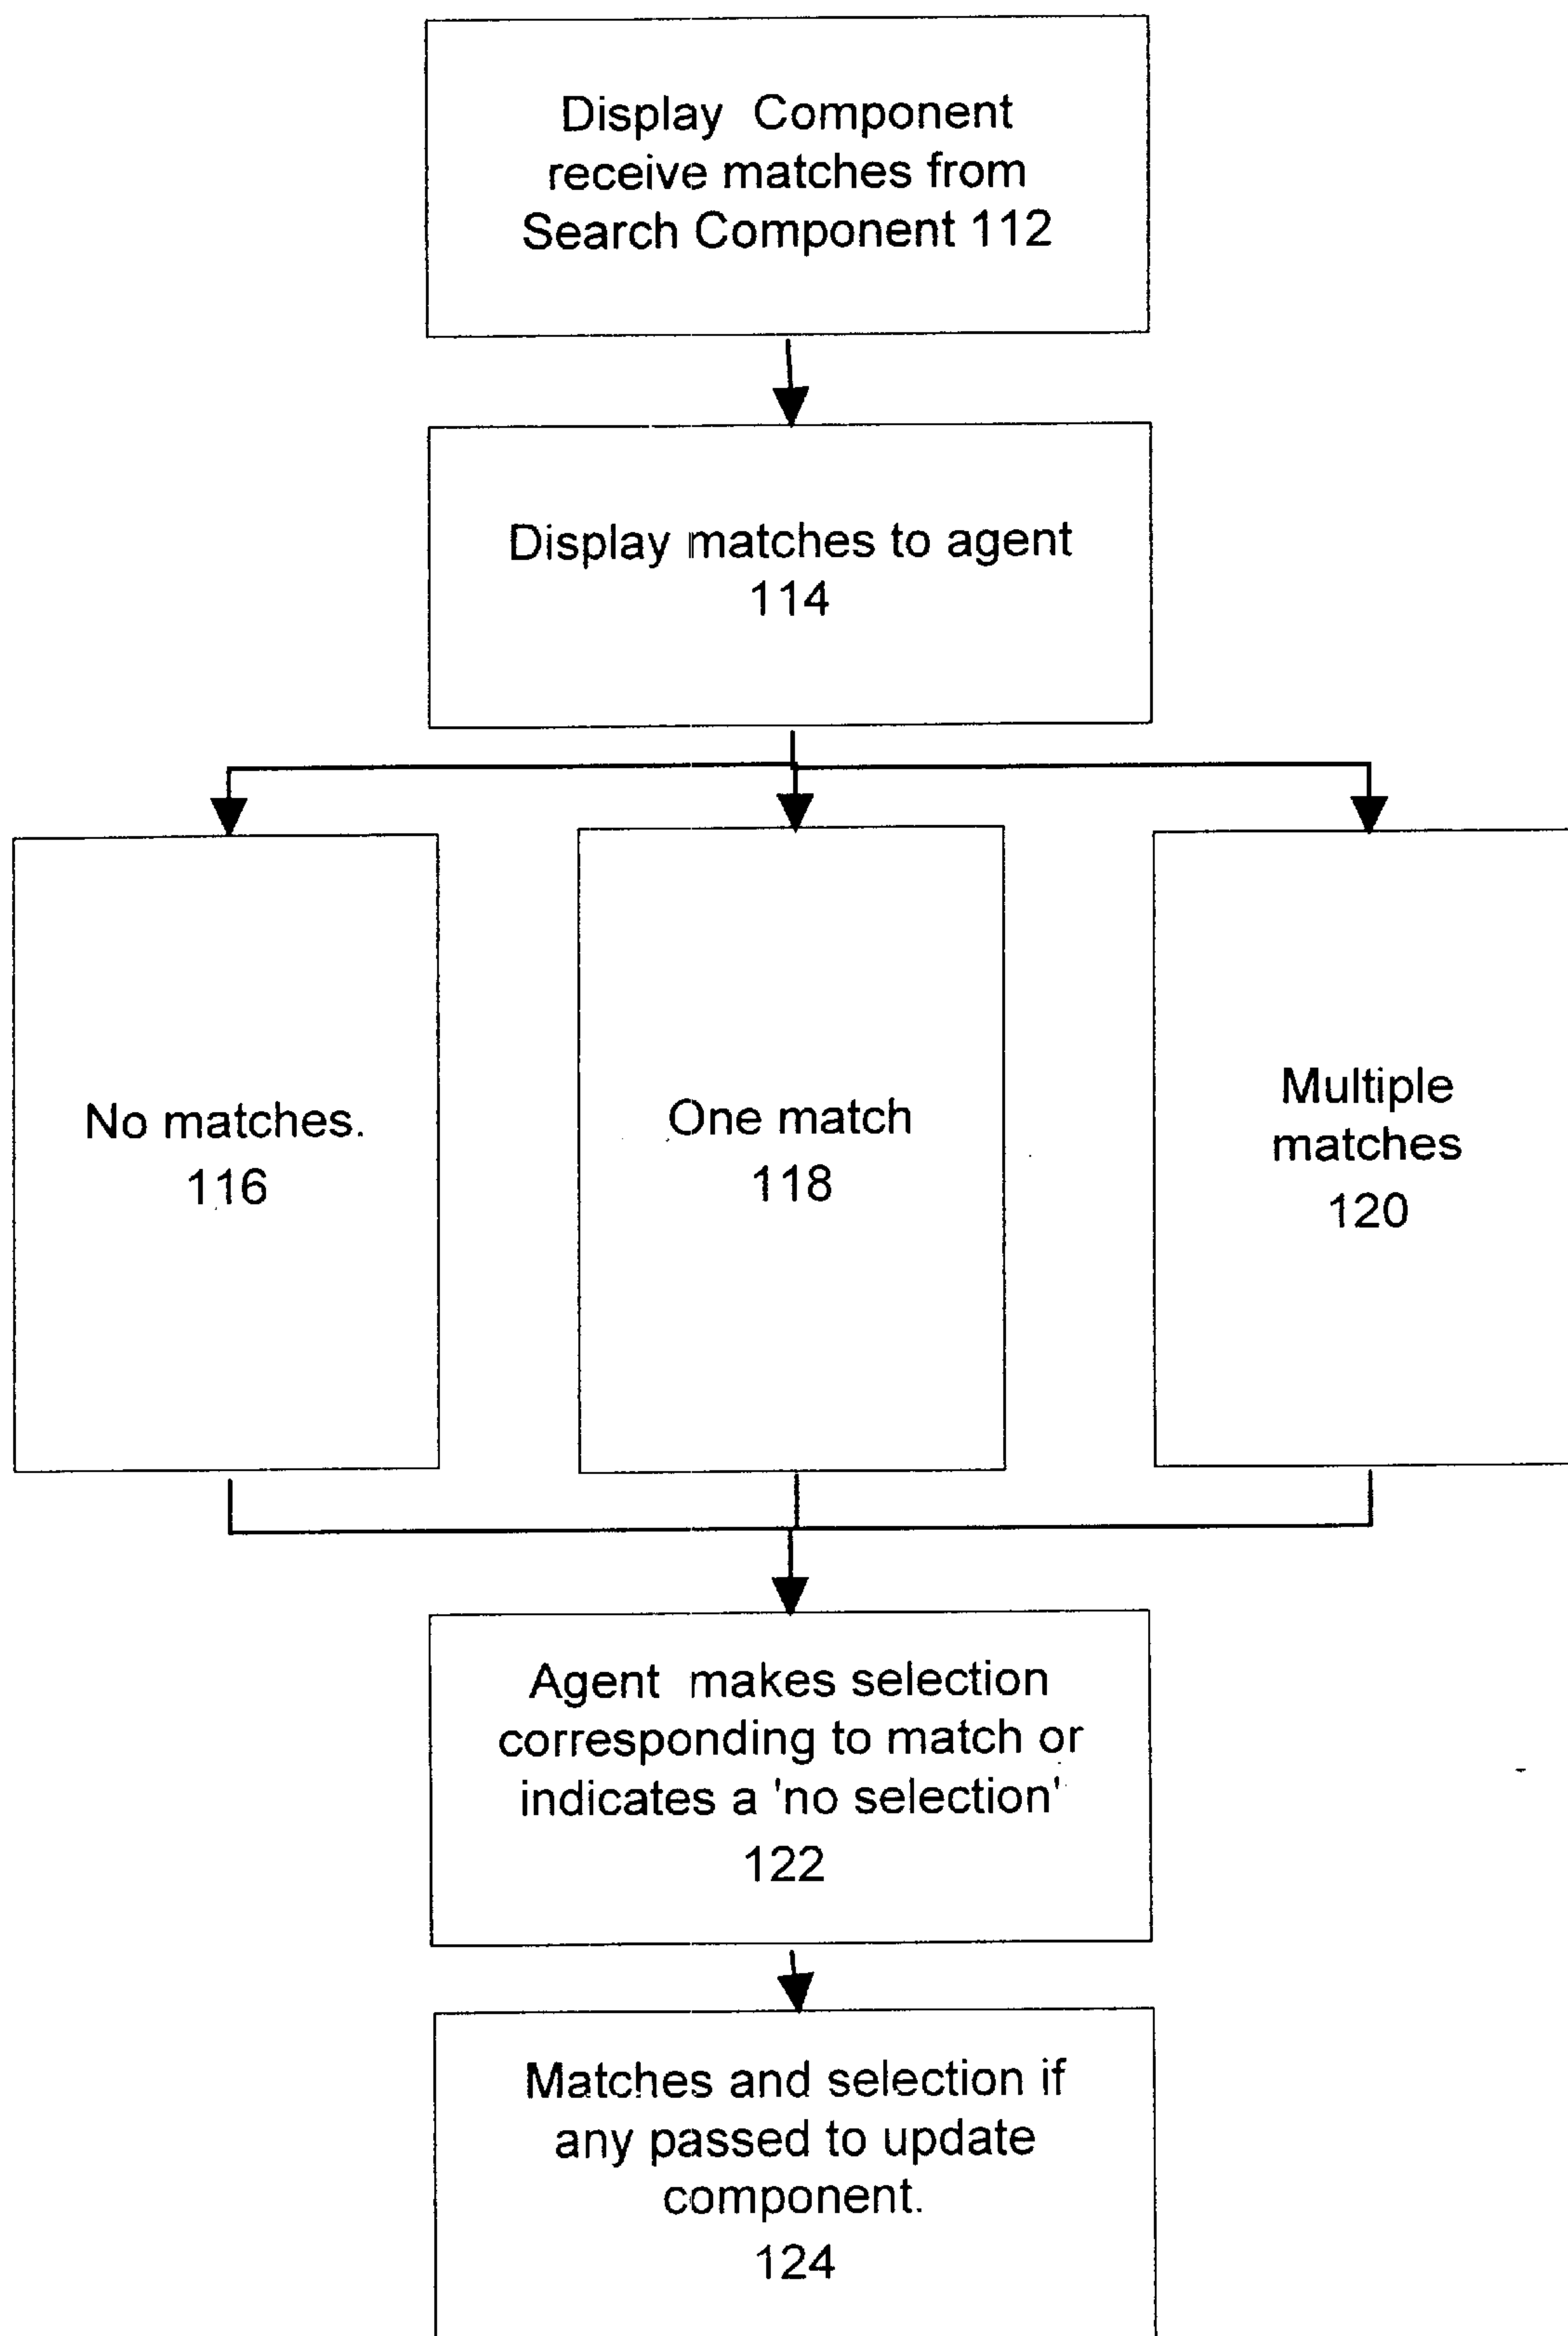 Display Component
receive matches from
Search Component 112
Display matches to agent
114
No matches.
116
One match
118
Multiple
matches
120
Agent makes selection
corresponding to match or
indicates a 'no selection'
122
Matches and selection if
any passed to update
component.
124